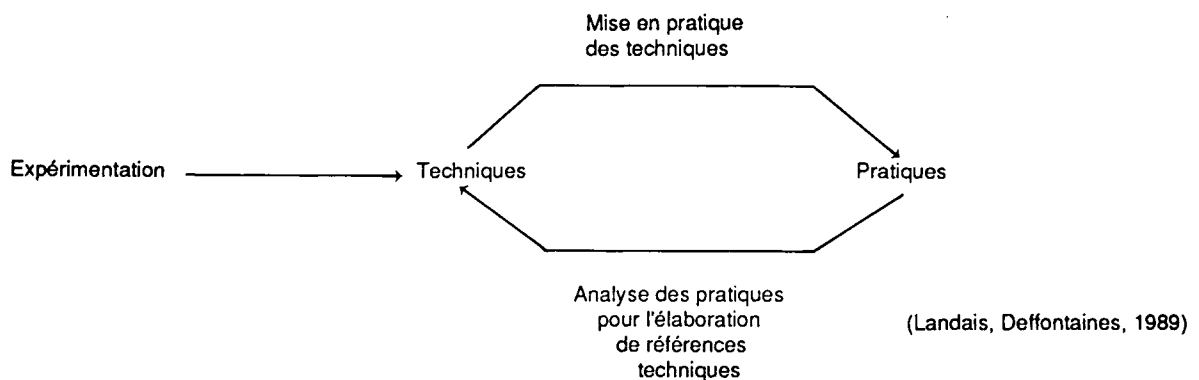 Mise en pratique
des techniques
Expérimentation
Techniques
Pratiques
Analyse des pratiques
pour l'élaboration
de références
techniques
(Landais, Deffontaines, 1989)